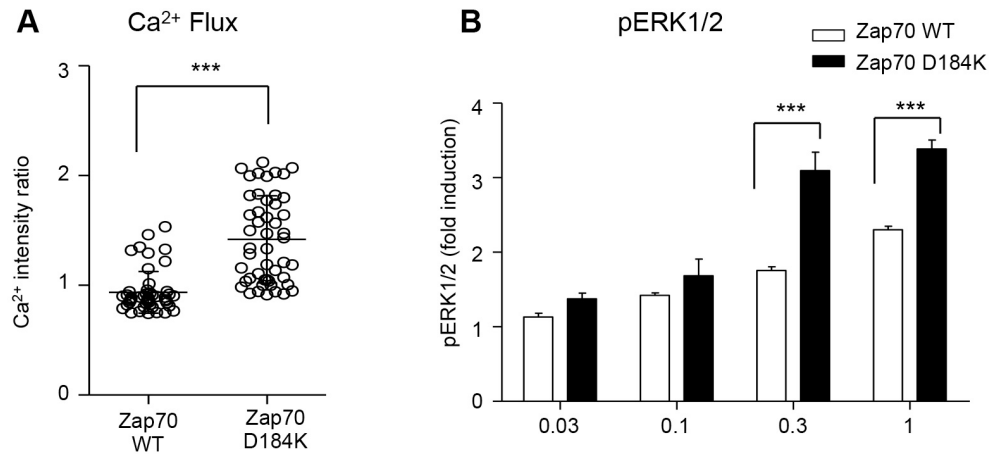 A
Ca²⁺ Flux
Ca²⁺ intensity ratio
3
2
1
0
***
Zap70
WT
Zap70
D184K
B
pERK1/2
Zap70 WT
Zap70 D184K
pERK1/2 (fold induction)
4
3
2
1
0
***
***
0.03
0.1
0.3
1